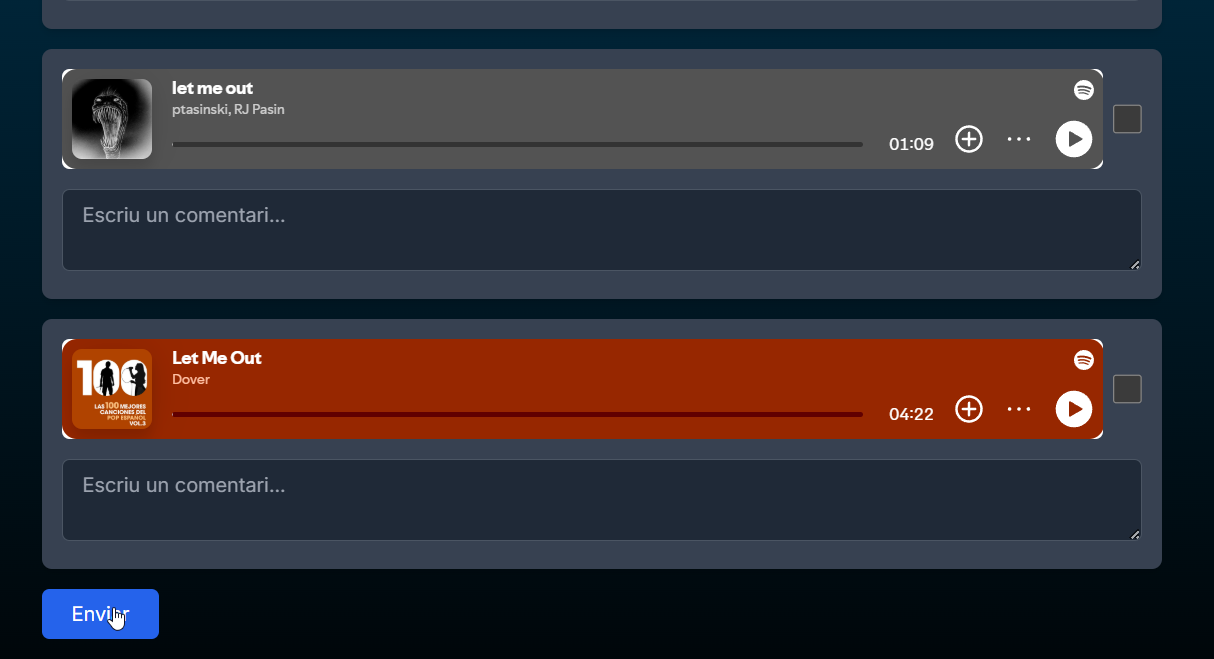 let me out
ptasinski, RJ Pasin
01:09
Escriu un comentari...
100
Let Me Out
LAS 100 MEJORES
CANCIONES DEL
POP ESPAÑOL
VOL.3
Dover
04:22
Escriu un comentari...
Enviar